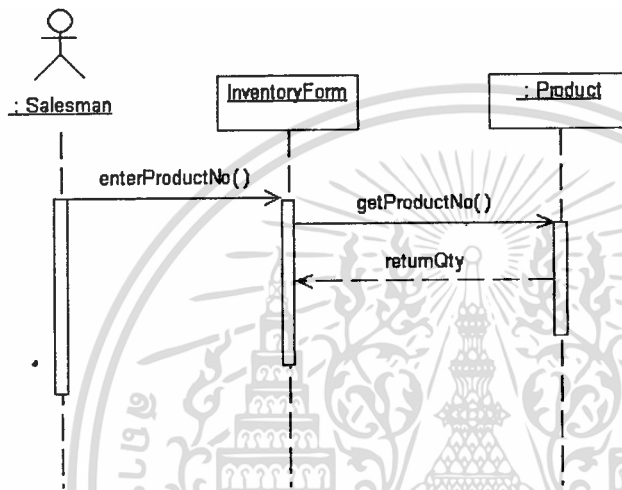 : Salesman
InventoryForm
: Product
enterProductNo()
getProductNo()
returnQty